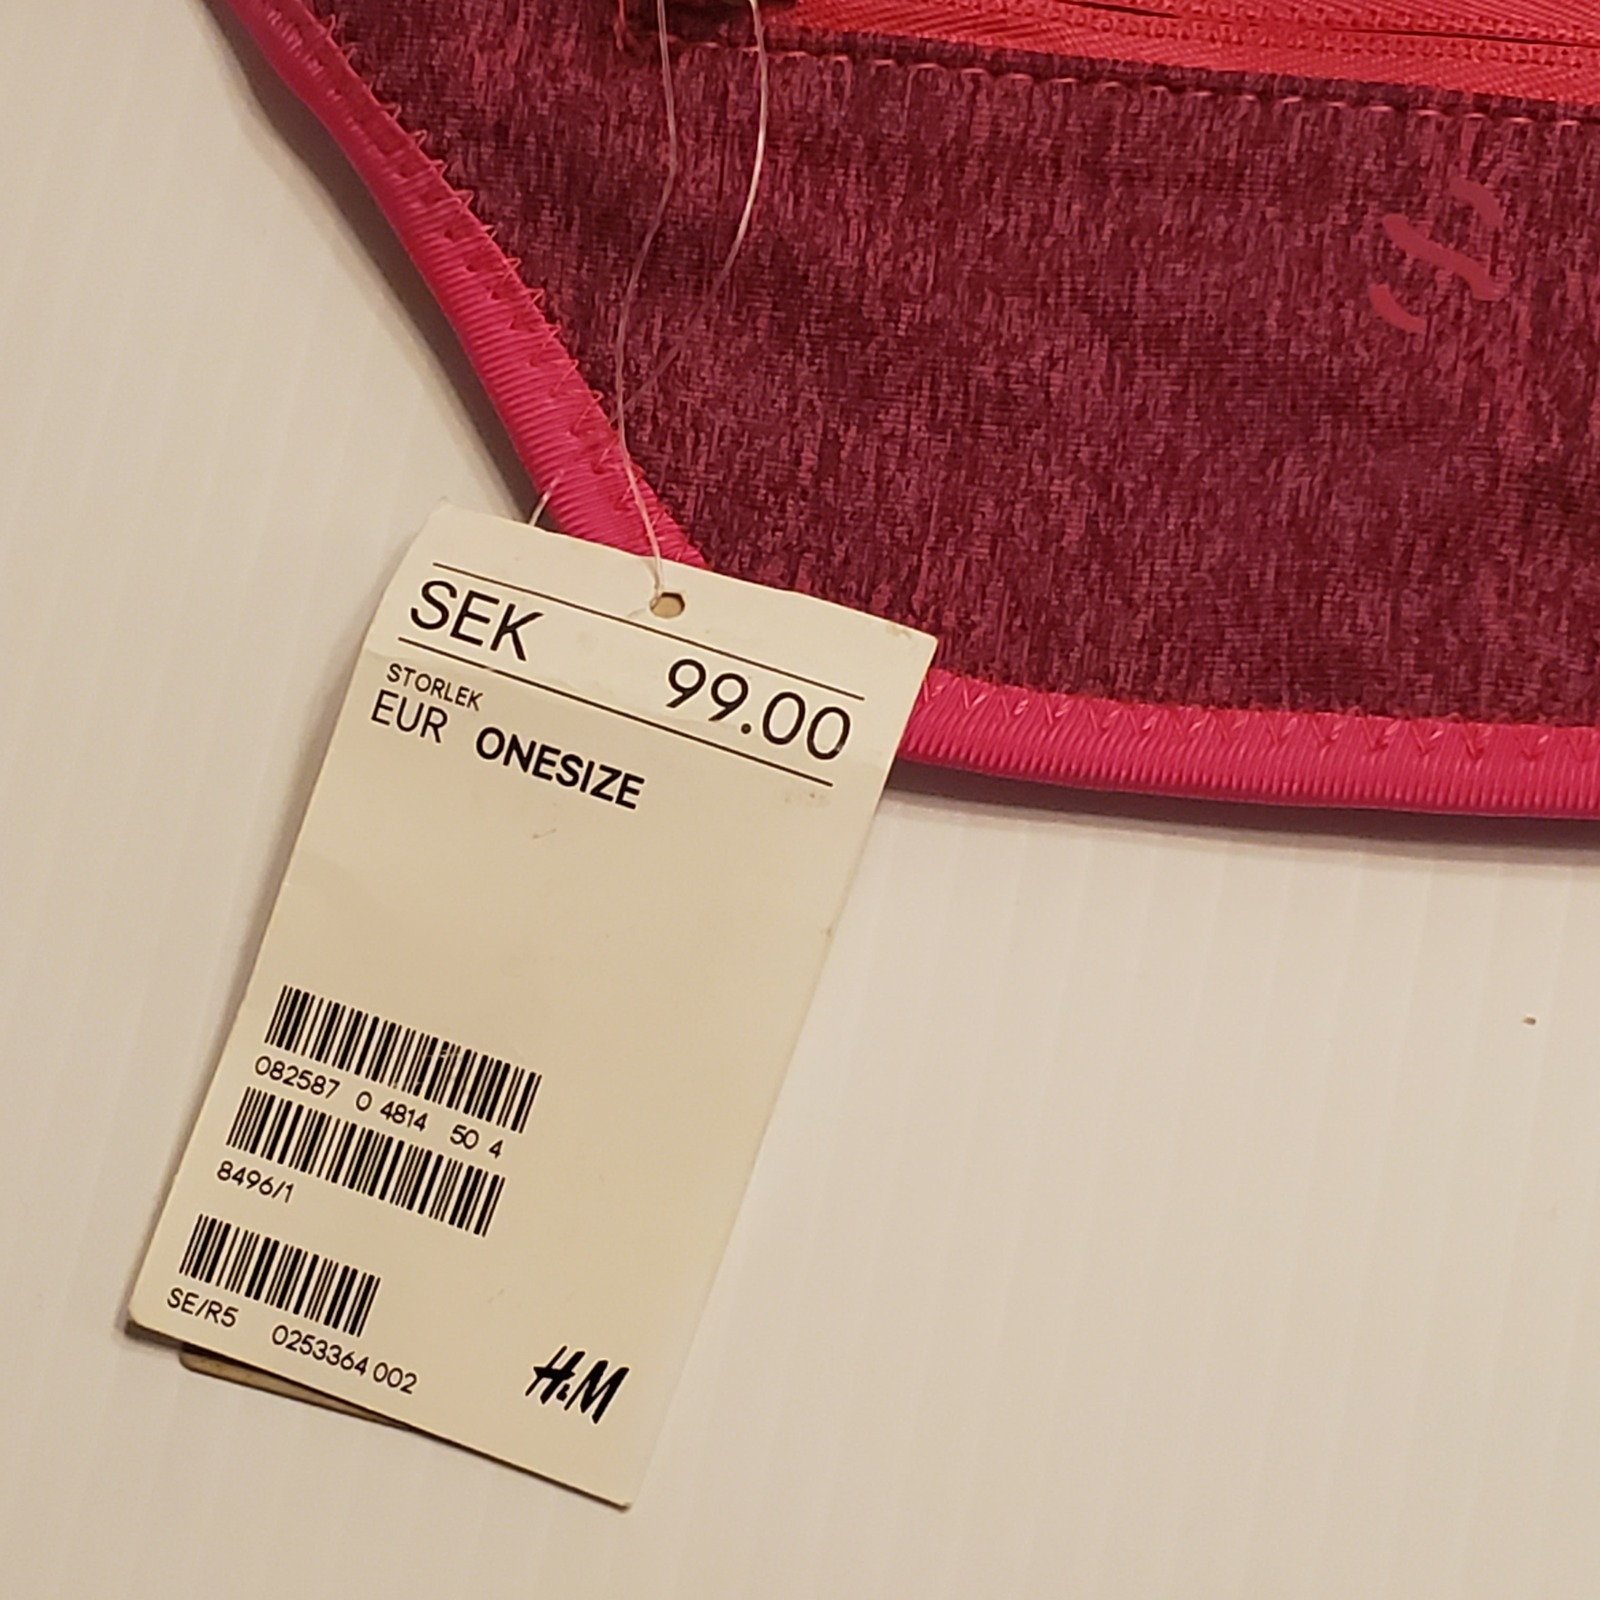 SEK 99.00
STORLEK
EUR ONESIZE
082587 0 4814 50 4
8496/1
SE/R5 0253364 002
H&M